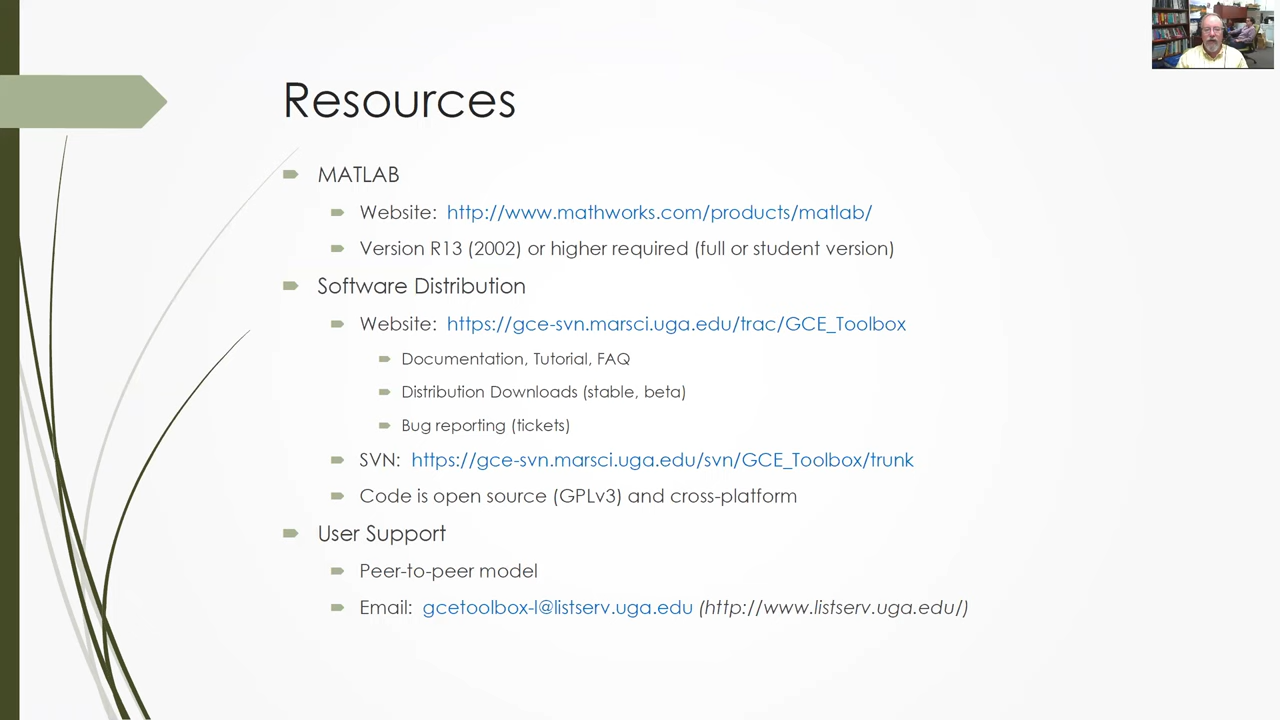 Resources
MATLAB
Website: http://www.mathworks.com/products/matlab/
Version R13 (2002) or higher required (full or student version)
Software Distribution
Website: https://gce-svn.marsci.uga.edu/trac/GCE_Toolbox
Documentation, Tutorial, FAQ
Distribution Downloads (stable, beta)
Bug reporting (tickets)
SVN: https://gce-svn.marsci.uga.edu/svn/GCE_Toolbox/trunk
Code is open source (GPLv3) and cross-platform
User Support
Peer-to-peer model
Email: gcetoolbox-l@listserv.uga.edu (http://www.listserv.uga.edu/)